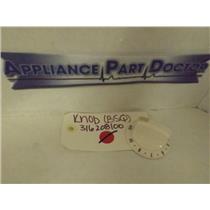 APPLIANCE PART DOCTOR
KNOB (BSQ)
316208100